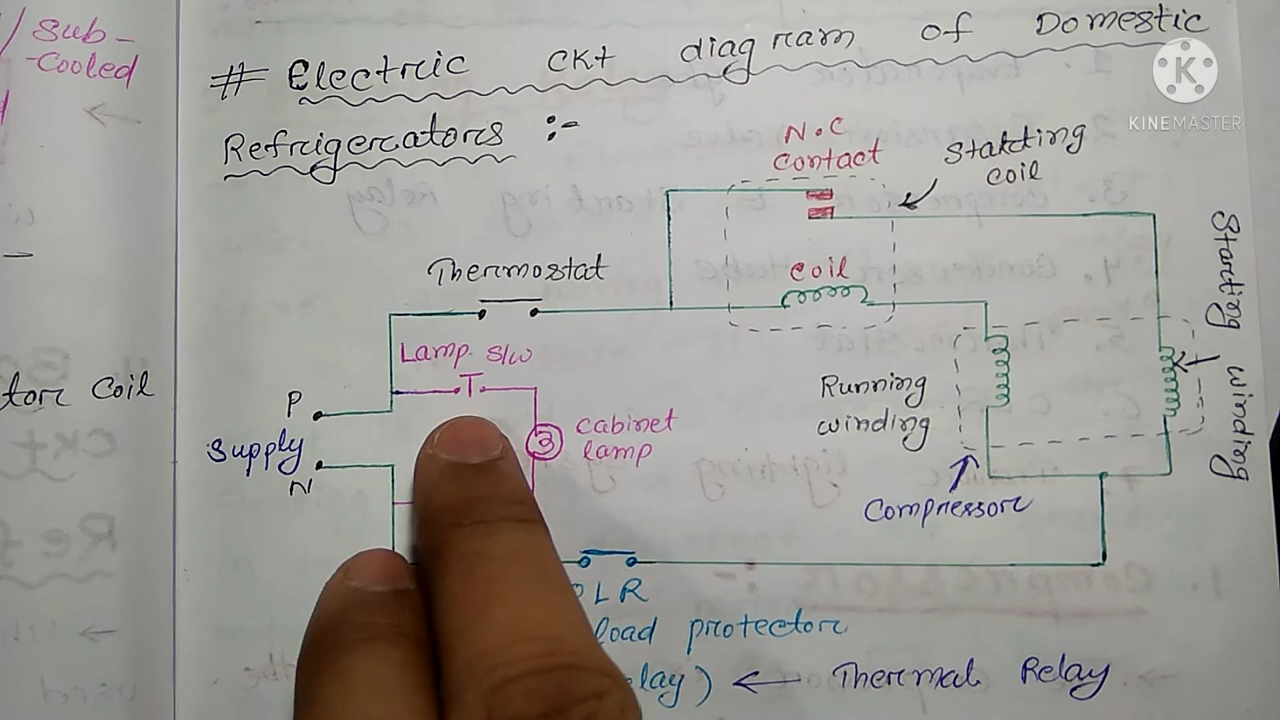 / Sub-
-Cooled
# Electric ckt diagram of Domestic
Refrigerators :-
KINEMASTER
N.C
Contact
Starting
coil
Thermostat
coil
Starting winding
Lamp s/w
tor Coil
P
Supply
N
Cabinet
lamp
Running
winding
Compressor
OLR
load protector
elay) ← Thermal Relay